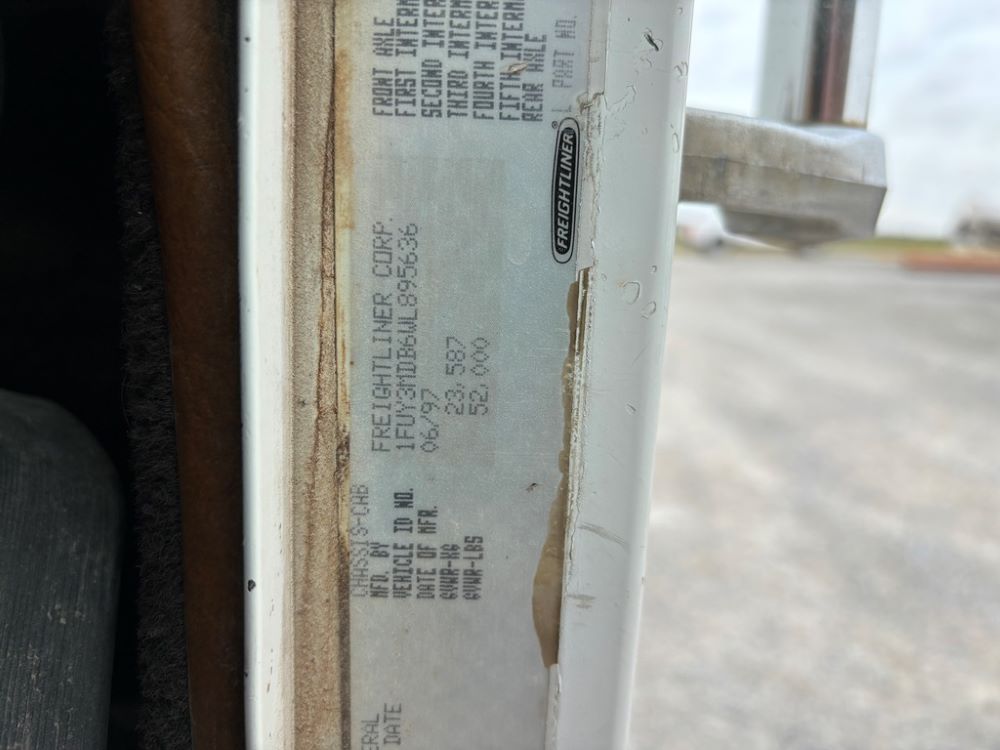 CHASSIS-CAB
MFD. BY FREIGHTLINER CORP.
VEHICLE ID NO. 1FUY3MDB6WL895636
DATE OF MFR. 06/97
GVWR-KG 23,587
GVWR-LBS 52,000
FREIGHTLINER
FRONT AXLE
FIRST INTERM
SECOND INTER
THIRD INTERM
FOURTH INTER
FIFTH INTERM
REAR AXLE
L PART NO.
ERAL
DATE